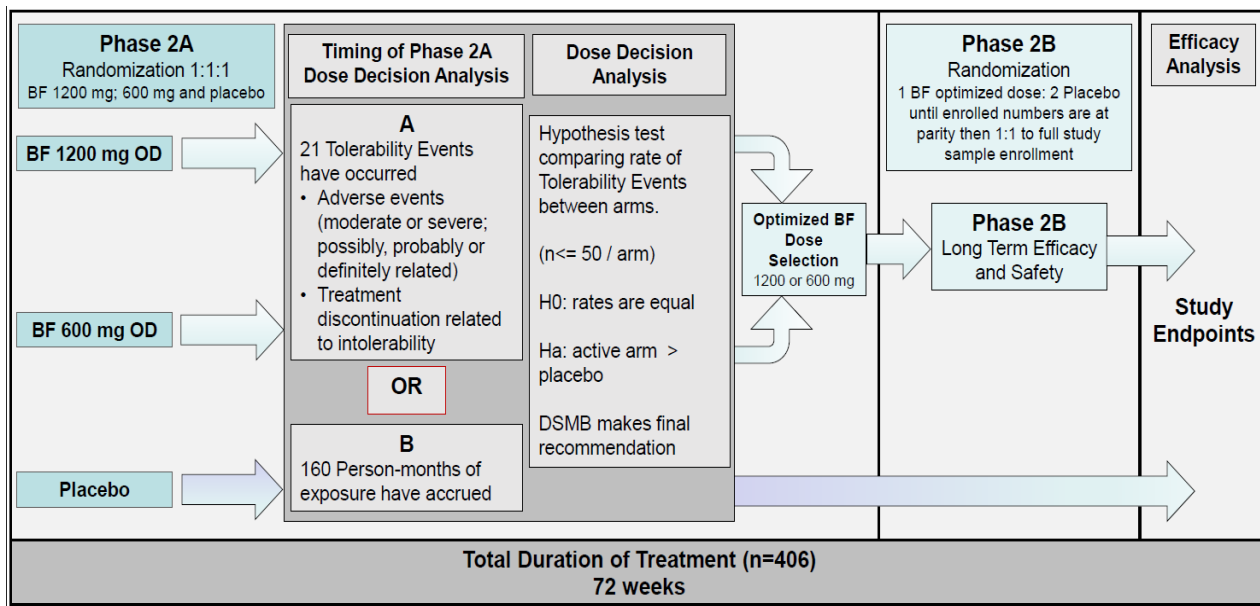 Phase 2A
Randomization 1:1:1
BF 1200 mg; 600 mg and placebo
BF 1200 mg OD
BF 600 mg OD
Placebo
Timing of Phase 2A
Dose Decision Analysis
A
21 Tolerability Events
have occurred
• Adverse events
(moderate or severe;
possibly, probably or
definitely related)
• Treatment
discontinuation related
to intolerability
OR
B
160 Person-months of
exposure have accrued
Dose Decision
Analysis
Hypothesis test
comparing rate of
Tolerability Events
between arms.
(n<= 50 / arm)
H0: rates are equal
Ha: active arm >
placebo
DSMB makes final
recommendation
Optimized BF
Dose
Selection
1200 or 600 mg
Phase 2B
Randomization
1 BF optimized dose: 2 Placebo
until enrolled numbers are at
parity then 1:1 to full study
sample enrollment
Phase 2B
Long Term Efficacy
and Safety
Efficacy
Analysis
Study
Endpoints
Total Duration of Treatment (n=406)
72 weeks